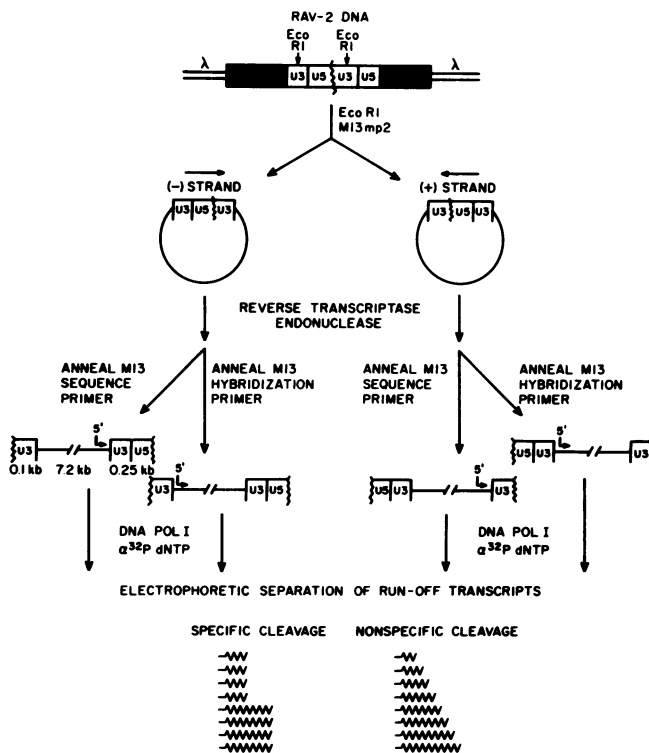 RAV-2 DNA
Eco RI Eco RI
λ λ
U3 U5 U3 U5
Eco RI
M13mp2
(-) STRAND (+) STRAND
U3 U5 U3 U3 U5 U3
REVERSE TRANSCRIPTASE
ENDONUCLEASE
ANNEAL M13 SEQUENCE PRIMER
ANNEAL M13 HYBRIDIZATION PRIMER
ANNEAL M13 SEQUENCE PRIMER
ANNEAL M13 HYBRIDIZATION PRIMER
U3 5' U3 U5
0.1 kb 7.2 kb 0.25 kb
U3 5' U3 U5
U5 U3 5' U3
U5 U3 5' U3
DNA POL I
α32P dNTP
DNA POL I
α32P dNTP
ELECTROPHORETIC SEPARATION OF RUN-OFF TRANSCRIPTS
SPECIFIC CLEAVAGE NONSPECIFIC CLEAVAGE